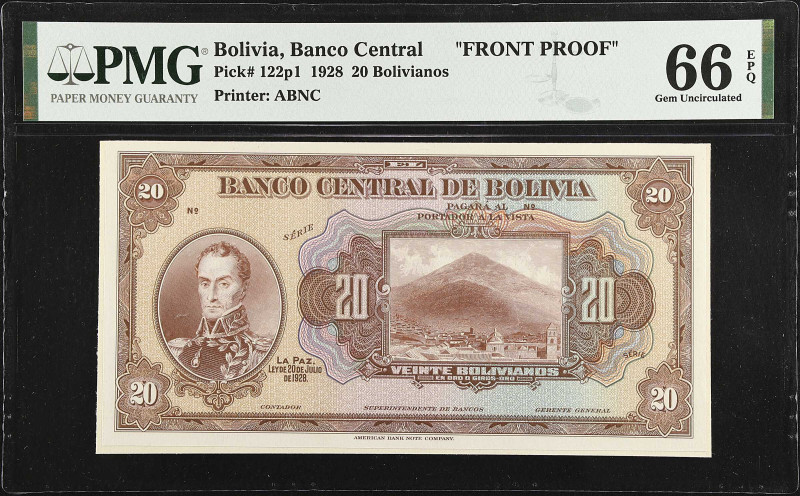 PMG®
PAPER MONEY GUARANTY
Bolivia, Banco Central "FRONT PROOF"
Pick# 122p1 1928 20 Bolivianos
Printer: ABNC
66 EPQ
Gem Uncirculated
EL
20 BANCO CENTRAL DE BOLIVIA 20
Nº PAGARÁ AL Nº
SÉRIE PORTADOR A LA VISTA
20 20
LA PAZ,
LEY DE 20 DE JULIO
DE 1928.
SÉRIE
VEINTE BOLIVIANOS
EN ORO O GIROS-ORO
20 20
CONTADOR SUPERINTENDENTE DE BANCOS GERENTE GENERAL
AMERICAN BANK NOTE COMPANY.